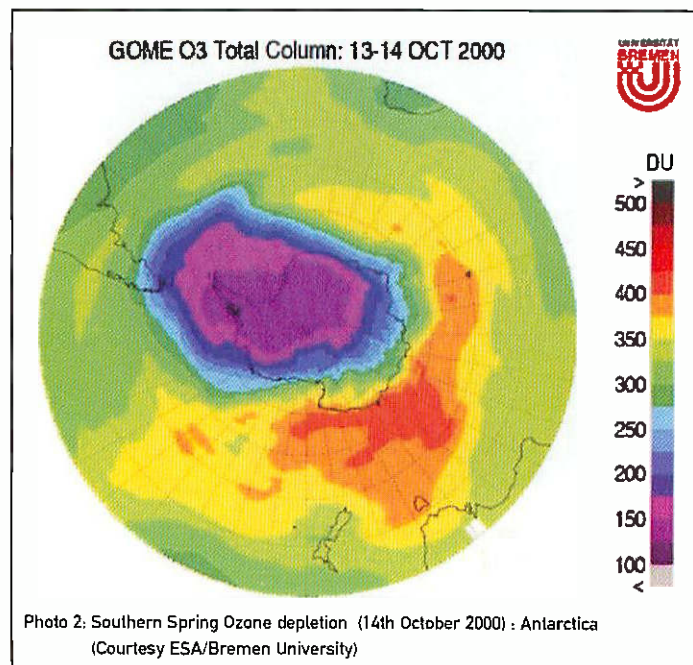 GOME O3 Total Column: 13-14 OCT 2000
UNIVERSITÄT
BREMEN
DU
>
500
450
400
350
300
250
200
150
100
<
Photo 2: Southern Spring Ozone depletion (14th October 2000) : Antarctica
(Courtesy ESA/Bremen University)